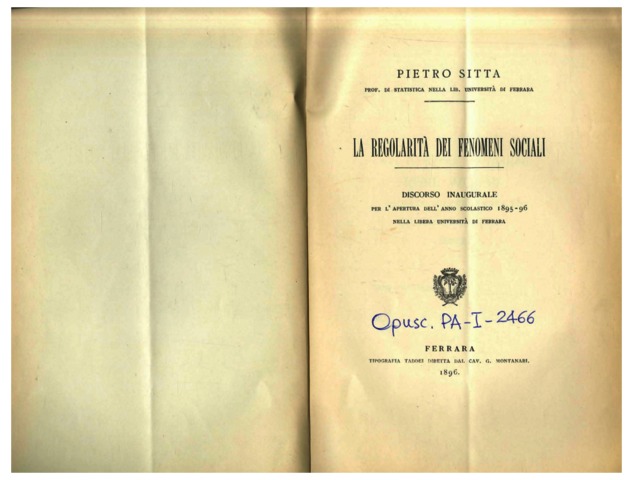 PIETRO SITTA
PROF. DI STATISTICA NELLA LIB. UNIVERSITÀ DI FERRARA
LA REGOLARITÀ DEI FENOMENI SOCIALI
DISCORSO INAUGURALE
PER L'APERTURA DELL'ANNO SCOLASTICO 1895-96
NELLA LIBERA UNIVERSITÀ DI FERRARA
Opusc. PA-I-2466
FERRARA
TIPOGRAFIA TADDEI DIRETTA DAL CAV. G. MONTANARI.
1896.